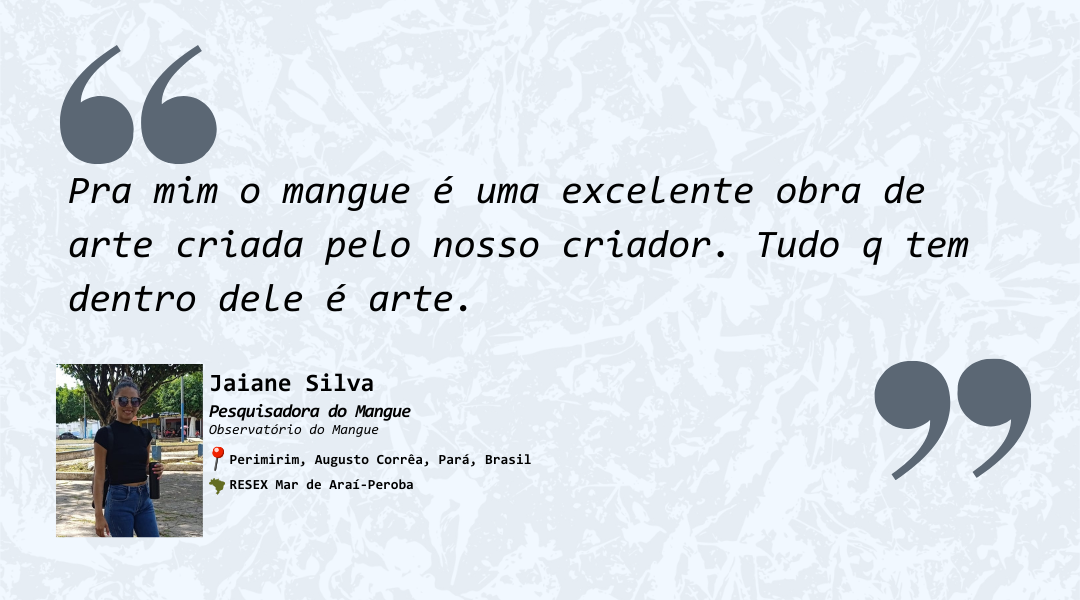 Pra mim o mangue é uma excelente obra de
arte criada pelo nosso criador. Tudo q tem
dentro dele é arte.
Jaiane Silva
Pesquisadora do Mangue
Observatório do Mangue
Perimirim, Augusto Corrêa, Pará, Brasil
RESEX Mar de Araí-Peroba